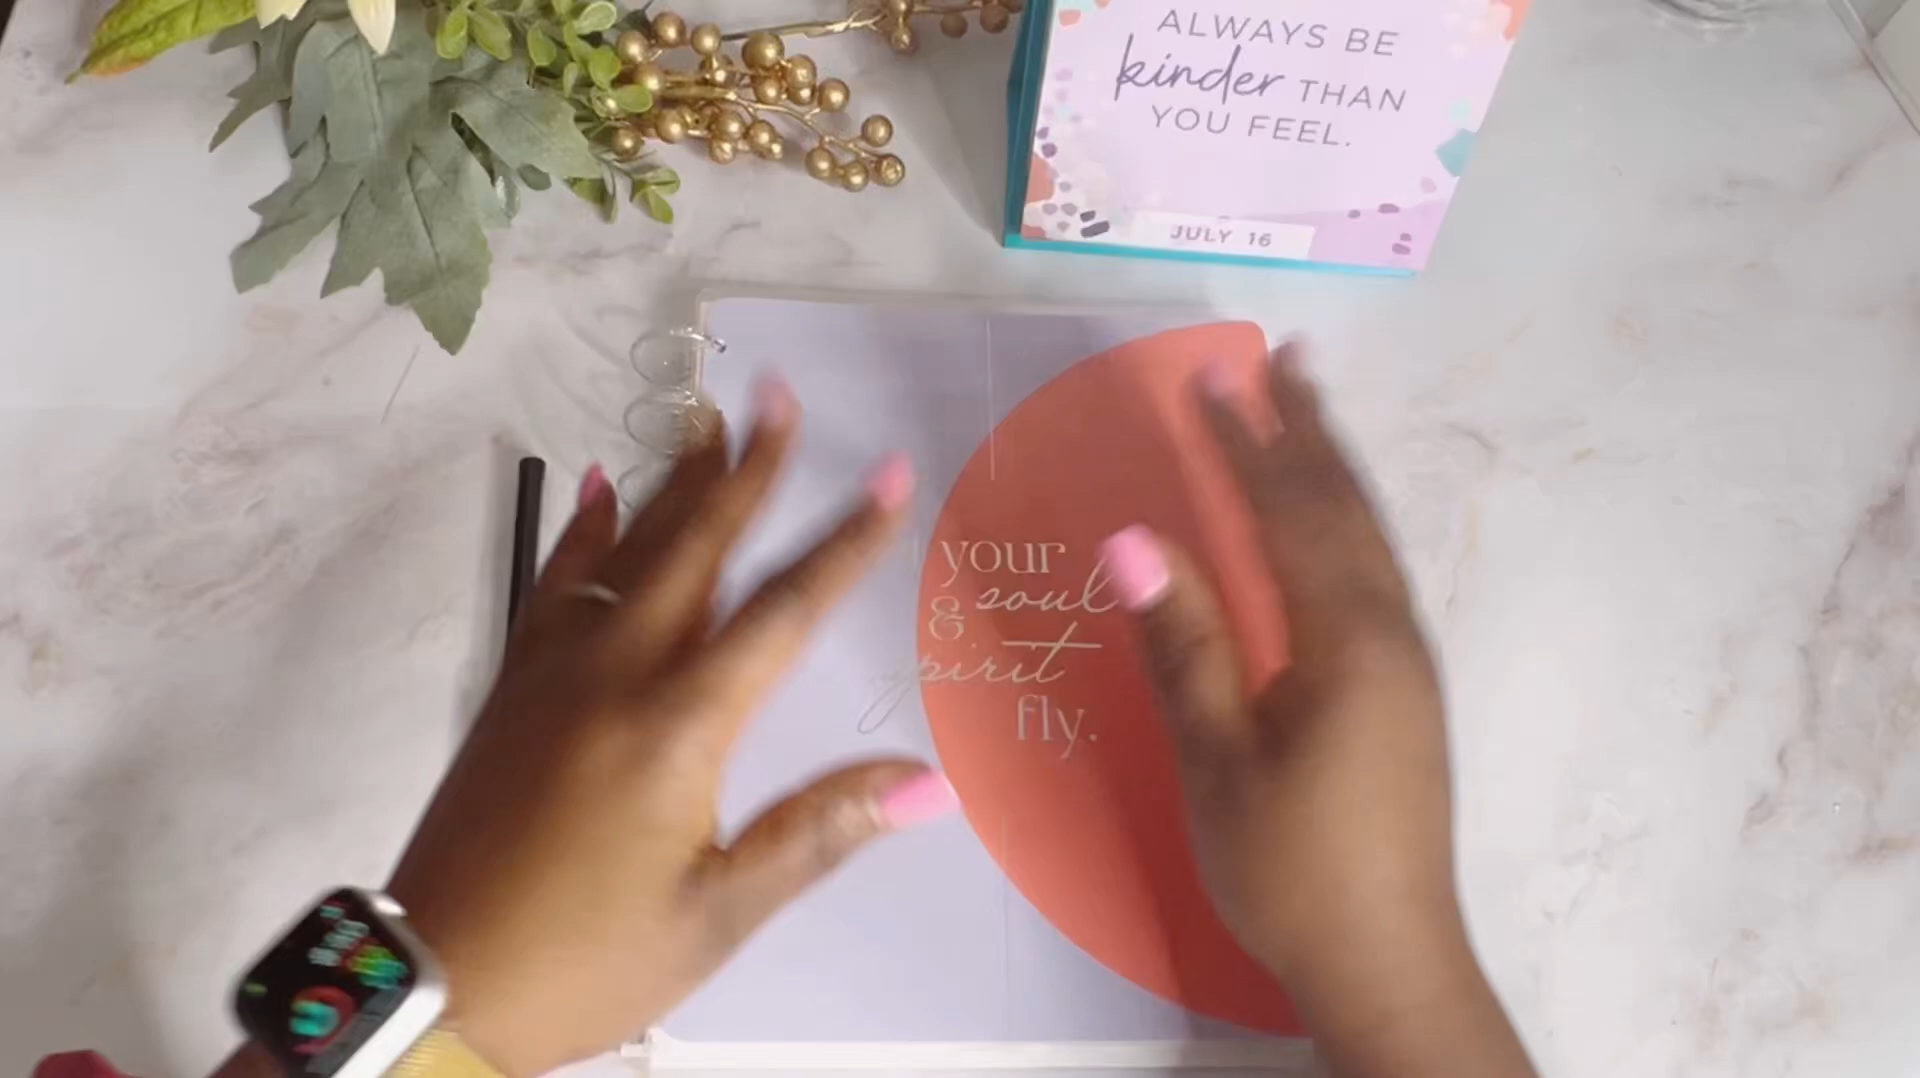 ALWAYS BE
kinder THAN
YOU FEEL.
JULY 16
your
soul
&
spirit
fly.